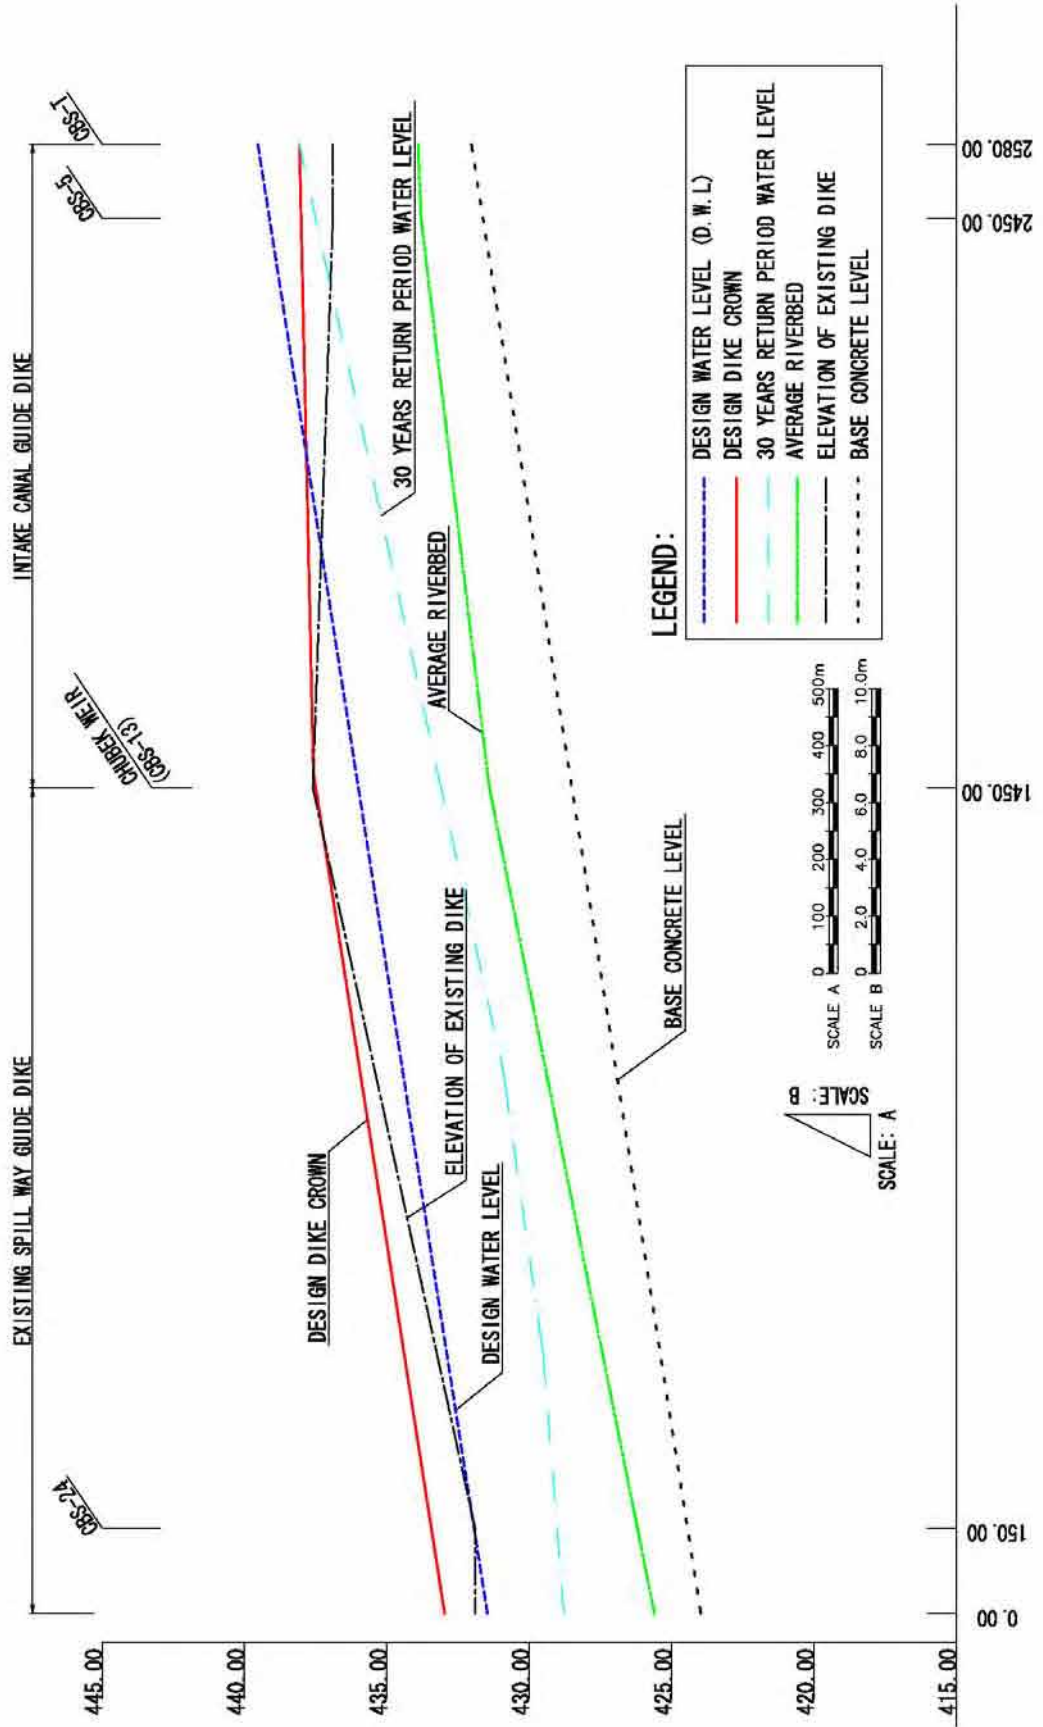 EXISTING SPILL WAY GUIDE DIKE
INTAKE CANAL GUIDE DIKE
CBS-24
CHUBEK WEIR
(CBS-13)
CBS-5
CBS-1
445.00
440.00
435.00
430.00
425.00
420.00
415.00
DESIGN DIKE CROWN
ELEVATION OF EXISTING DIKE
DESIGN WATER LEVEL
AVERAGE RIVERBED
30 YEARS RETURN PERIOD WATER LEVEL
BASE CONCRETE LEVEL
SCALE: B
SCALE: A
SCALE A
0 100 200 300 400 500m
SCALE B
0 2.0 4.0 6.0 8.0 10.0m
LEGEND:
DESIGN WATER LEVEL (D.W.L)
DESIGN DIKE CROWN
30 YEARS RETURN PERIOD WATER LEVEL
AVERAGE RIVERBED
ELEVATION OF EXISTING DIKE
BASE CONCRETE LEVEL
0.00
150.00
1450.00
2450.00
2580.00